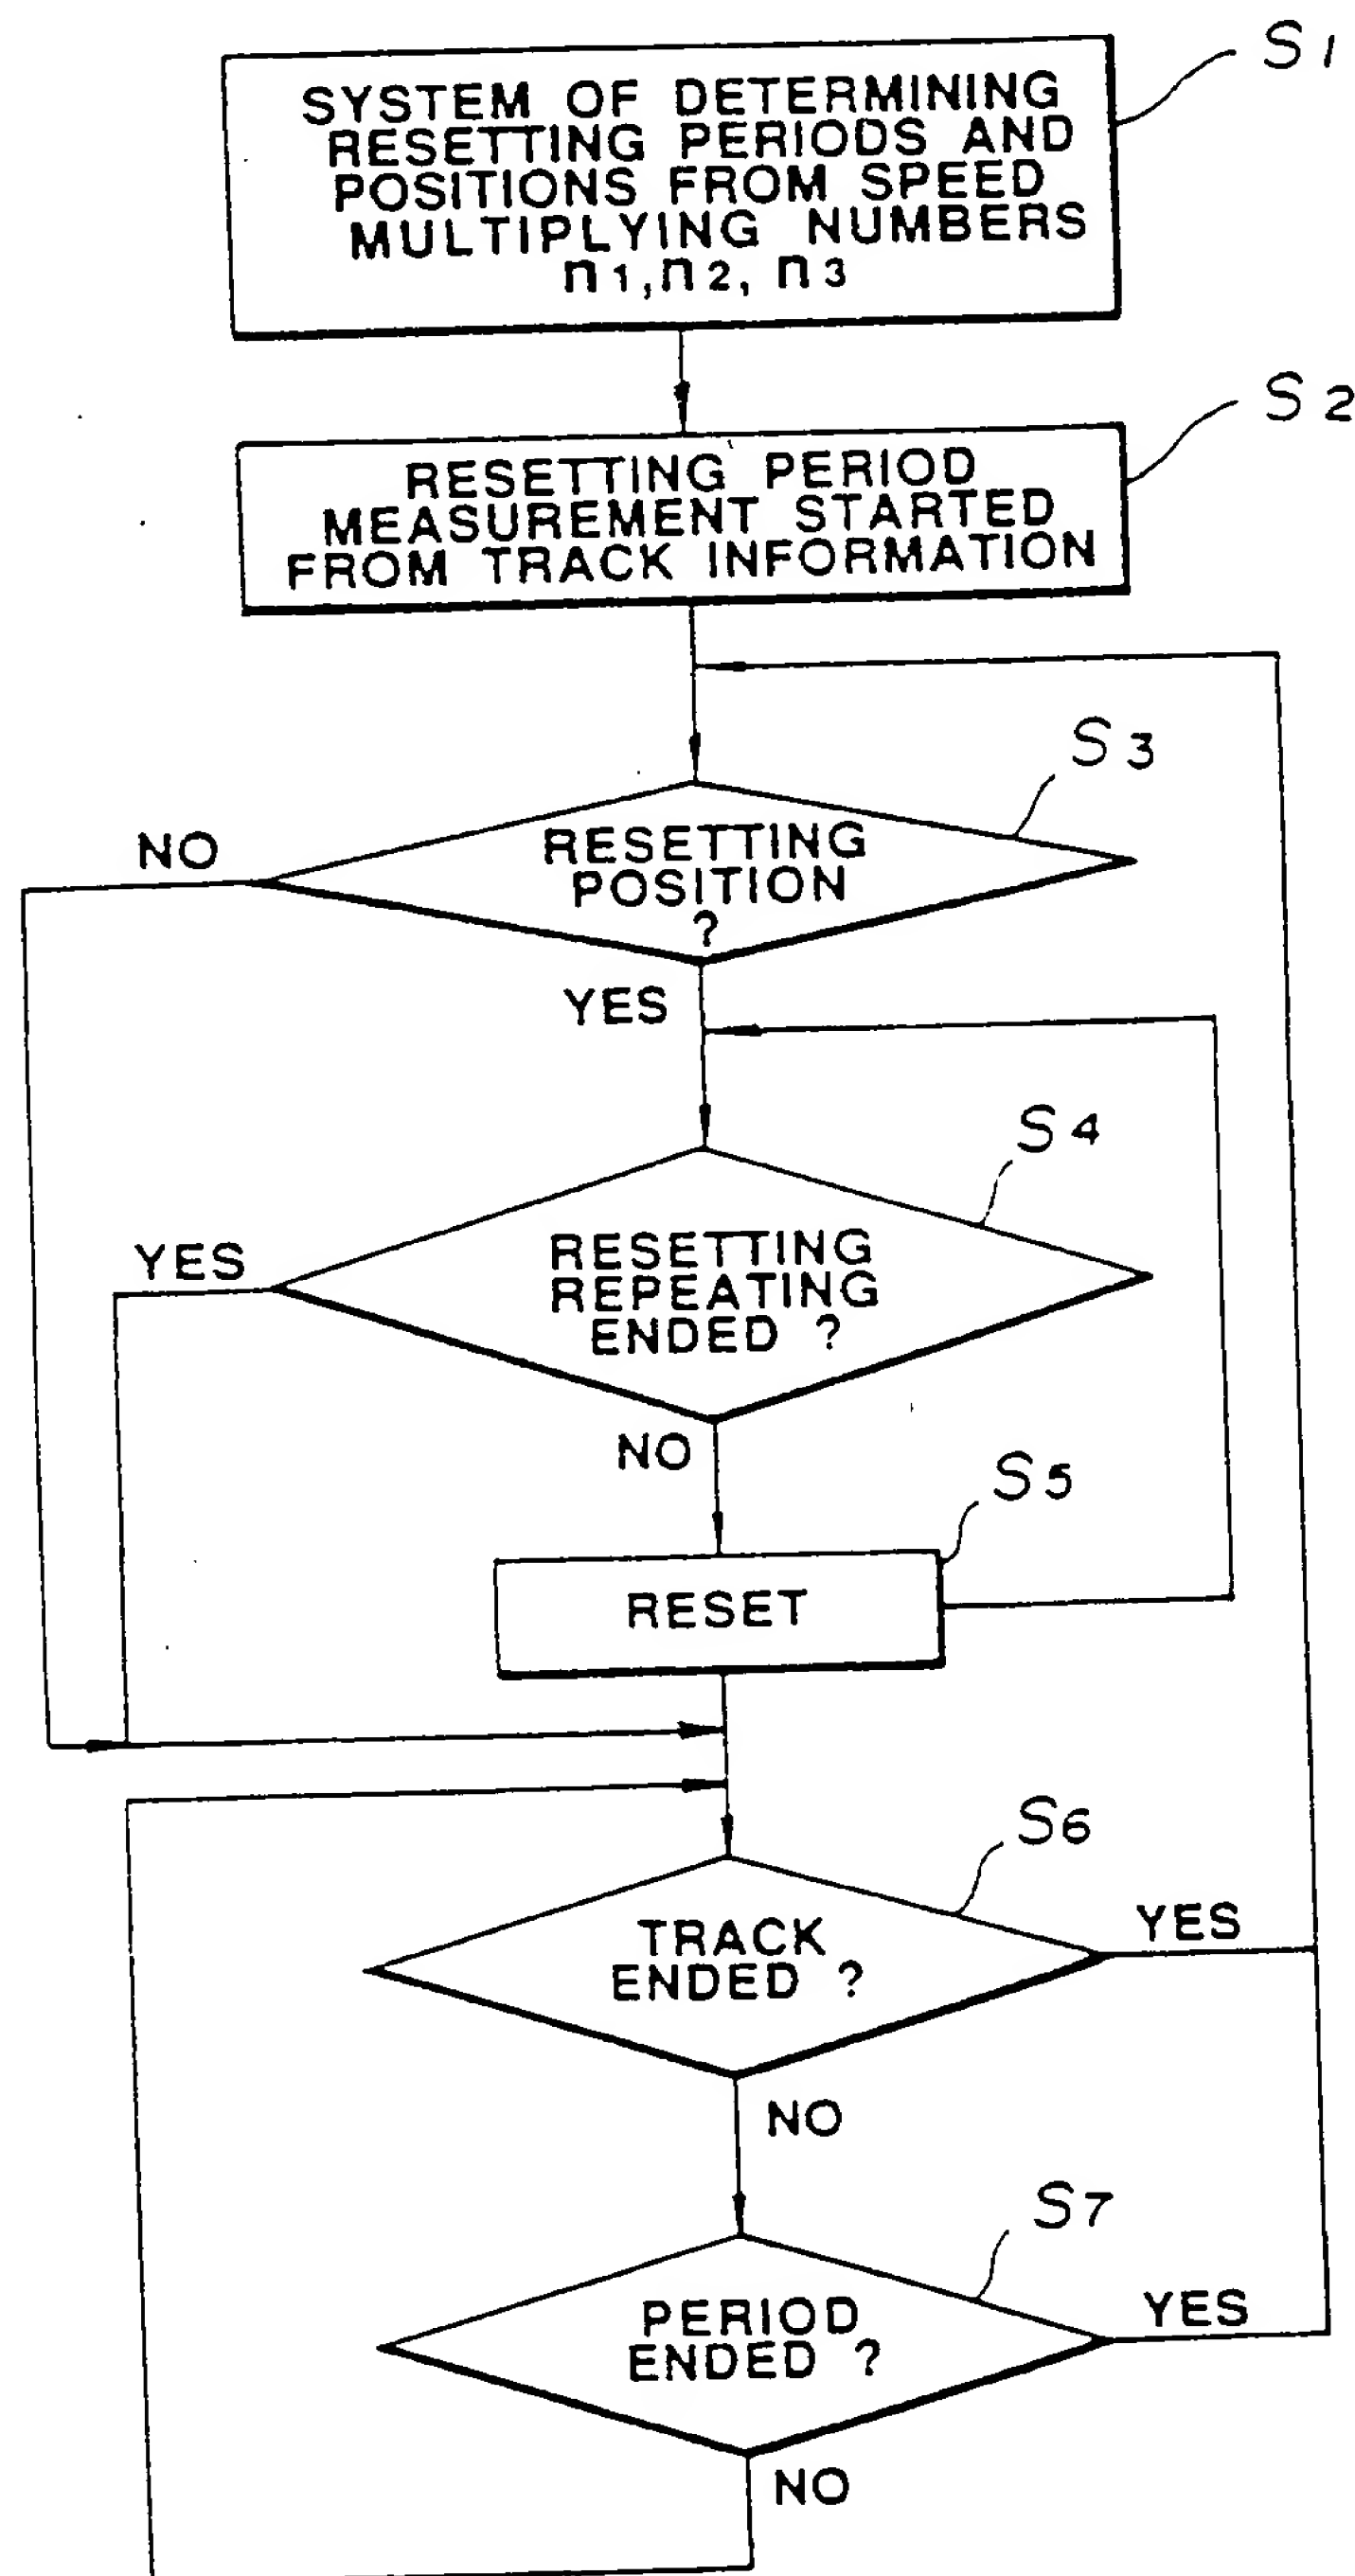 S1
SYSTEM OF DETERMINING
RESETTING PERIODS AND
POSITIONS FROM SPEED
MULTIPLYING NUMBERS
n1,n2, n3
S2
RESETTING PERIOD
MEASUREMENT STARTED
FROM TRACK INFORMATION
S3
NO
RESETTING
POSITION
?
YES
S4
YES
RESETTING
REPEATING
ENDED ?
NO
S5
RESET
S6
TRACK
ENDED ?
YES
NO
S7
PERIOD
ENDED ?
YES
NO